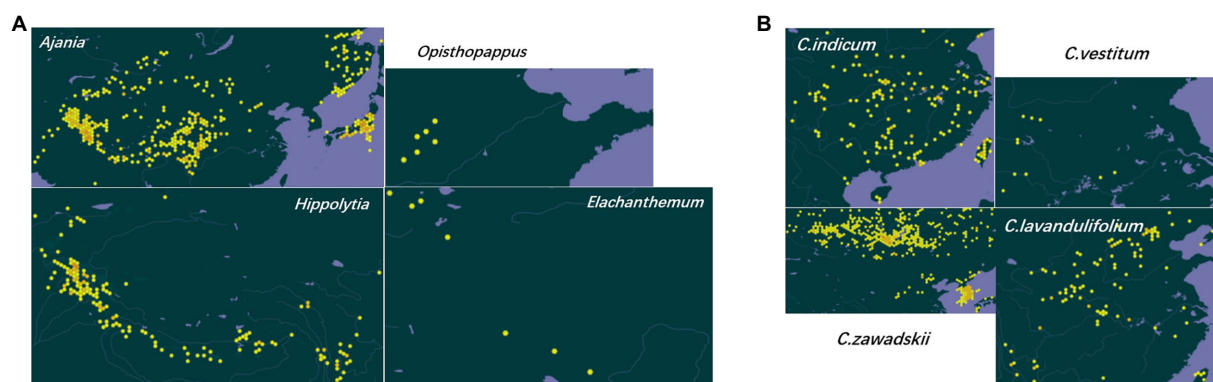 A
Ajania
Opisthopappus
Hippolytia
Elachanthemum
B
C.indicum
C.vestitum
C.lavandulifolium
C.zawadskii